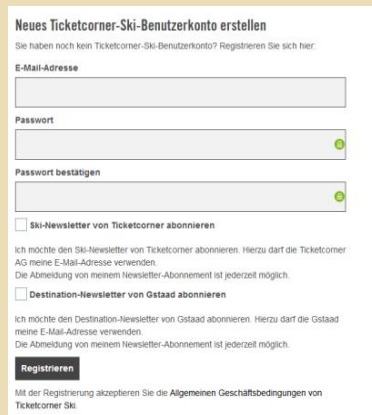 Neues Ticketcorner-Ski-Benutzerkonto erstellen
Sie haben noch kein Ticketcorner-Ski-Benutzerkonto? Registrieren Sie sich hier:
E-Mail-Adresse
Passwort
Passwort bestätigen
Ski-Newsletter von Ticketcorner abonnieren
Ich möchte den Ski-Newsletter von Ticketcorner abonnieren. Hierzu darf die Ticketcorner
AG meine E-Mail-Adresse verwenden.
Die Abmeldung von meinem Newsletter-Abonnement ist jederzeit möglich.
Destination-Newsletter von Gstaad abonnieren
Ich möchte den Destination-Newsletter von Gstaad abonnieren. Hierzu darf die Gstaad
meine E-Mail-Adresse verwenden.
Die Abmeldung von meinem Newsletter-Abonnement ist jederzeit möglich.
Registrieren
Mit der Registrierung akzeptieren Sie die Allgemeinen Geschäftsbedingungen von
Ticketcorner Ski.